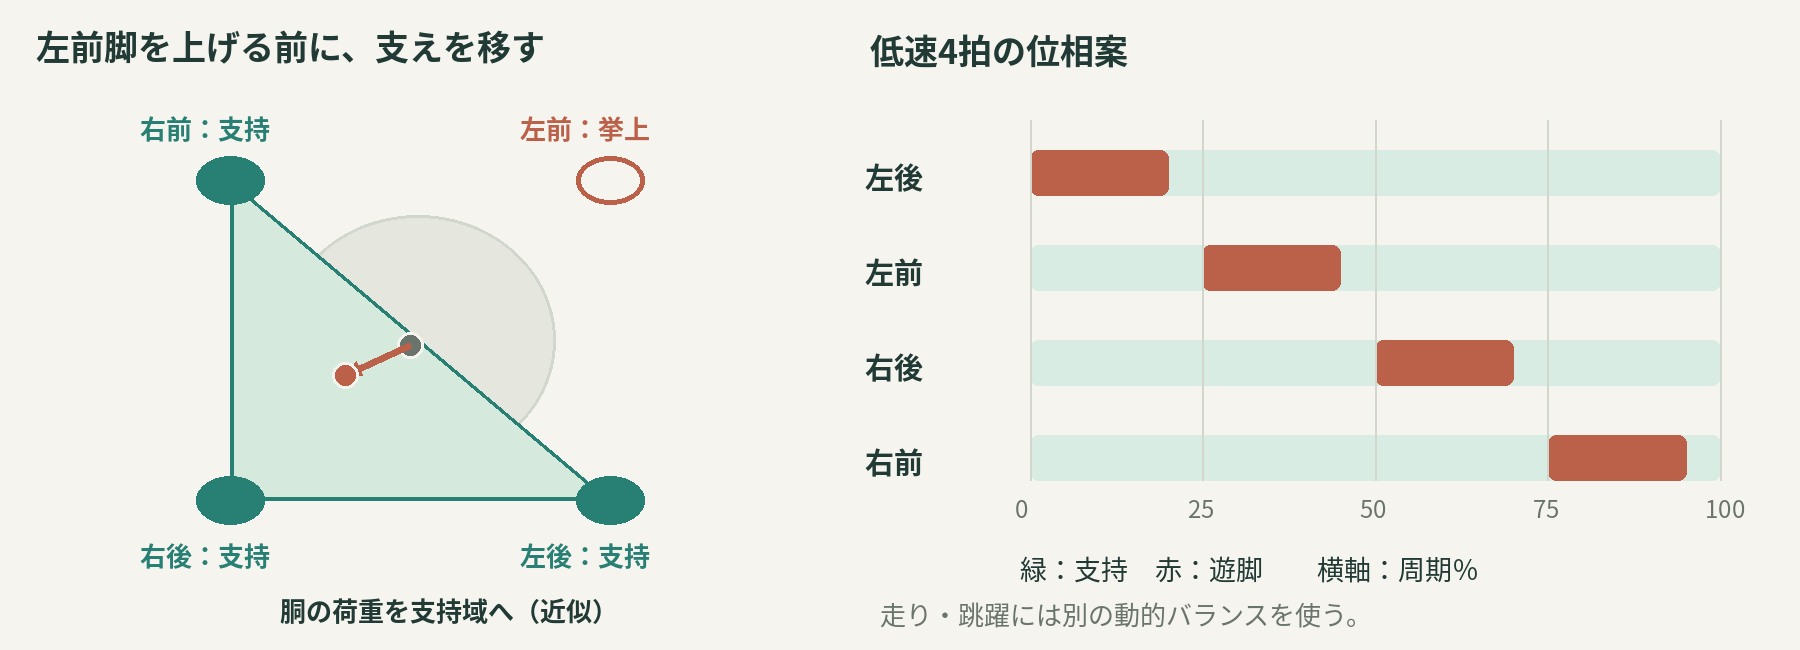 左前脚を上げる前に、支えを移す
右前：支持
左前：挙上
右後：支持
左後：支持
胴の荷重を支持域へ（近似）
低速4拍の位相案
左後
左前
右後
右前
0 25 50 75 100
緑：支持 赤：遊脚 横軸：周期%
走り・跳躍には別の動的バランスを使う。